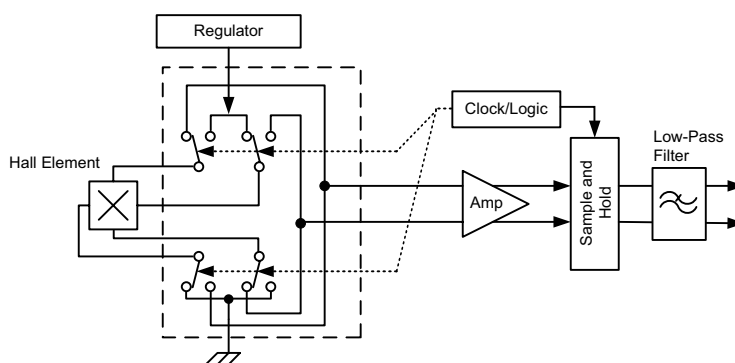 Regulator
Clock/Logic
Low-Pass
Filter
Hall Element
Amp
Sample and
Hold